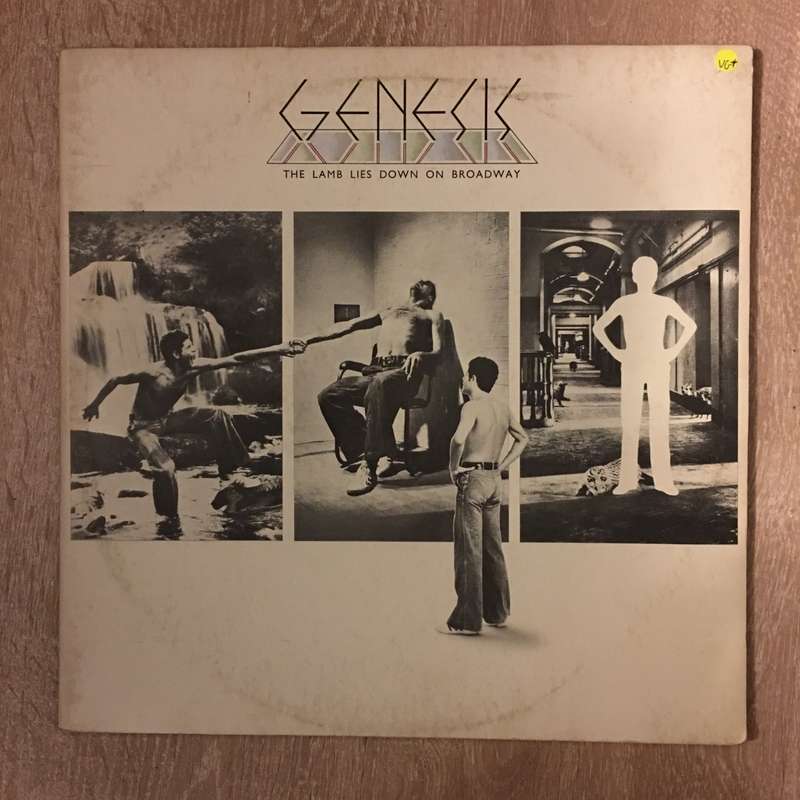 GENESIS
THE LAMB LIES DOWN ON BROADWAY
VG+